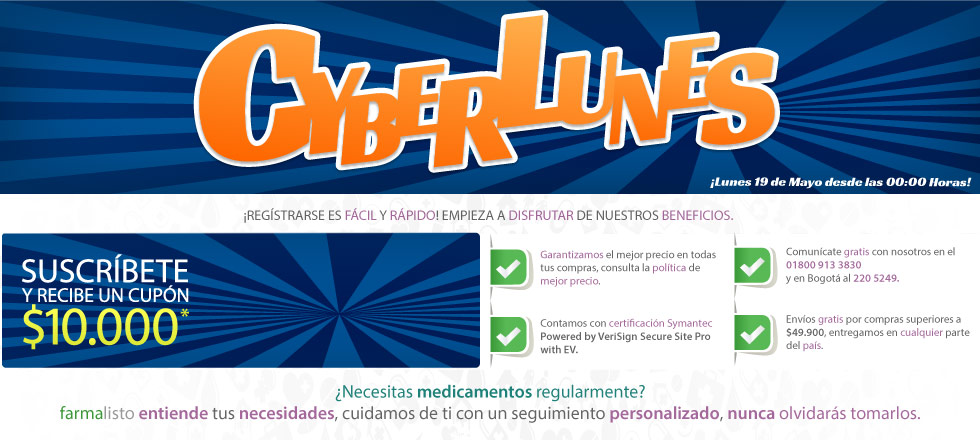 CYBERLUNES
¡Lunes 19 de Mayo desde las 00:00 Horas!
¡REGÍSTRARSE ES FÁCIL Y RÁPIDO! EMPIEZA A DISFRUTAR DE NUESTROS BENEFICIOS.
SUSCRÍBETE
Y RECIBE UN CUPÓN
$10.000*
Garantizamos el mejor precio en todas
tus compras, consulta la política de
mejor precio.
Contamos con certificación Symantec
Powered by VeriSign Secure Site Pro
with EV.
Comunícate gratis con nosotros en el
01800 913 3830
y en Bogotá al 220 5249.
Envíos gratis por compras superiores a
$49.900, entregamos en cualquier parte
del país.
¿Necesitas medicamentos regularmente?
farmalisto entiende tus necesidades, cuidamos de ti con un seguimiento personalizado, nunca olvidarás tomarlos.